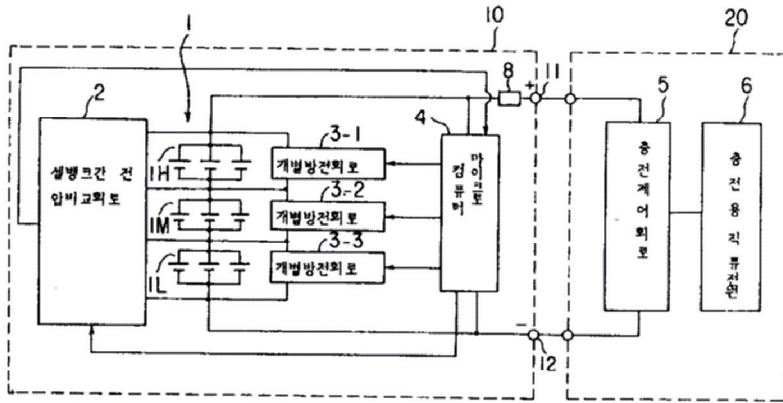 10
20
1
8
+
11
2
3-1
4
5
6
셀뱅크간 전
압비교회로
1H
개별방전회로
마이크로
컴퓨터
3-2
1M
개별방전회로
충전제어회로
충전용직류전원
3-3
1L
개별방전회로
-
12